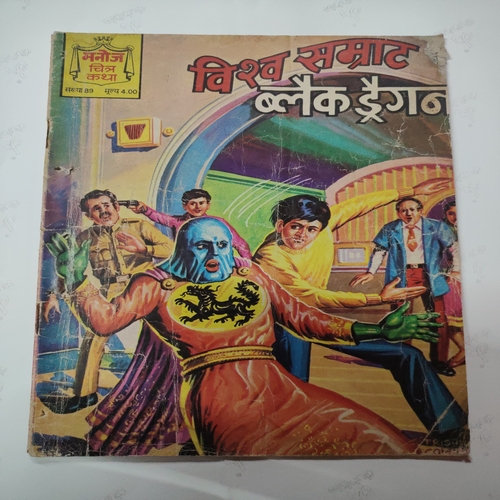 मनोज
चित्र
कथा
संख्या 89 मूल्य 4.00
विश्व सम्राट
ब्लैक ड्रैगन